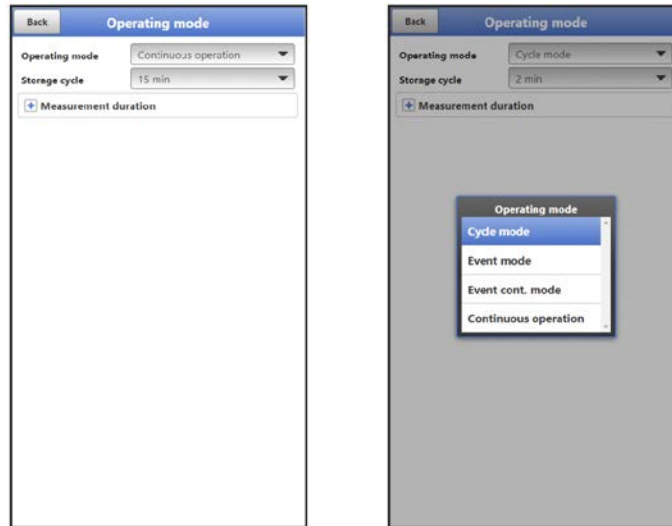 Back Operating mode
Operating mode Continuous operation
Storage cycle 15 min
+ Measurement duration
Back Operating mode
Operating mode Cycle mode
Storage cycle 2 min
+ Measurement duration
Operating mode
Cycle mode
Event mode
Event cont. mode
Continuous operation